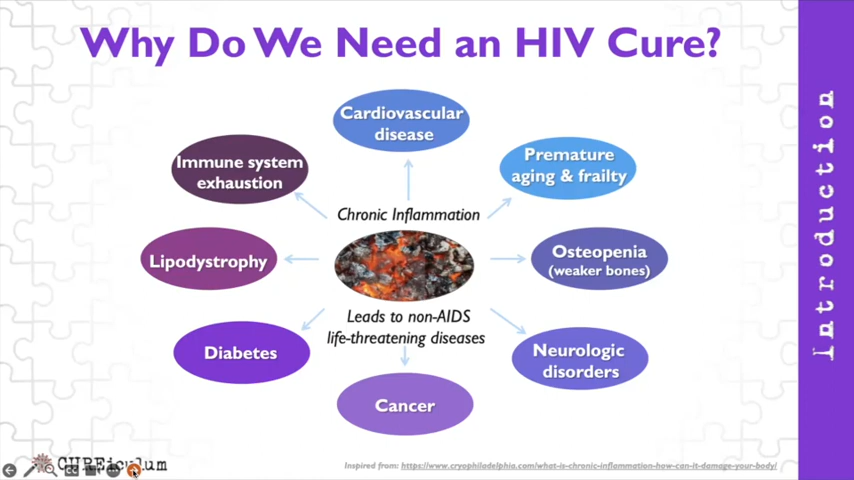 Why Do We Need an HIV Cure?
Cardiovascular
disease
Immune system
exhaustion
Premature
aging & frailty
Chronic Inflammation
Lipodystrophy
Osteopenia
(weaker bones)
Leads to non-AIDS
life-threatening diseases
Diabetes
Neurologic
disorders
Cancer
Introduction
CUREiculum
Inspired from: https://www.cryophiladelphia.com/what-is-chronic-inflammation-how-can-it-damage-your-body/